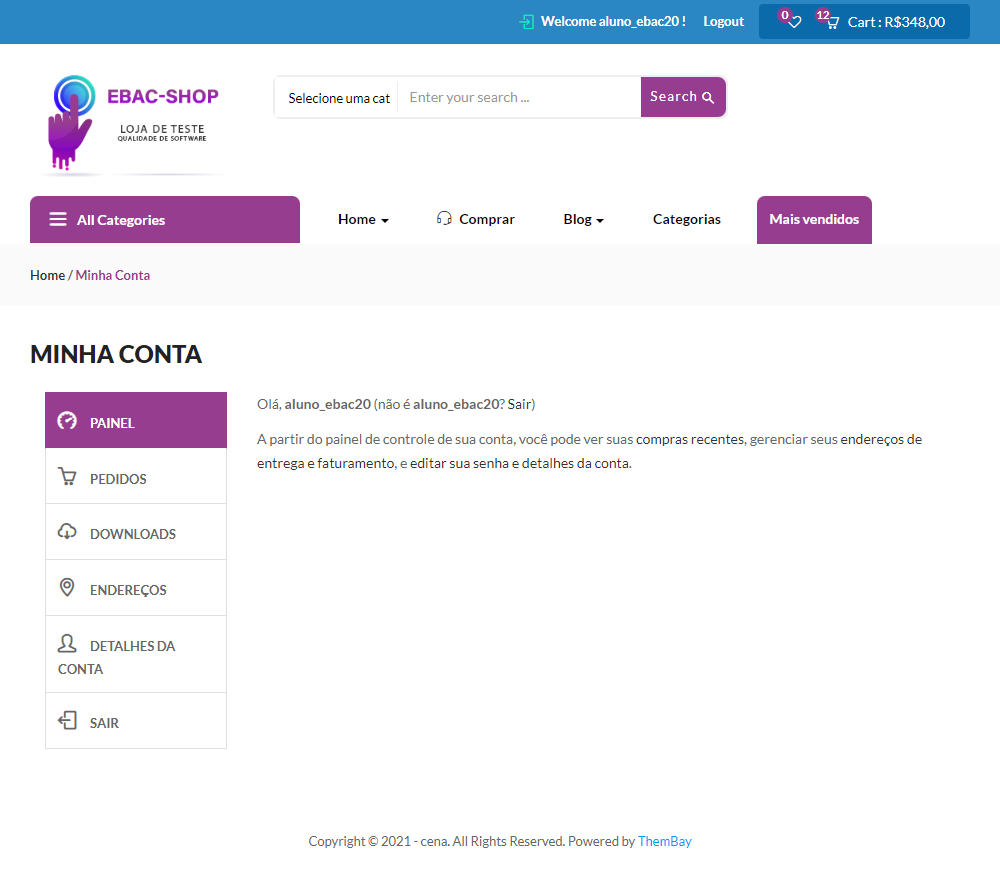 Welcome aluno_ebac20 ! Logout 0 12 Cart : R$348,00
EBAC-SHOP
LOJA DE TESTE
QUALIDADE DE SOFTWARE
Selecione uma cat Enter your search ... Search
All Categories Home Comprar Blog Categorias Mais vendidos
Home / Minha Conta
MINHA CONTA
PAINEL
PEDIDOS
DOWNLOADS
ENDEREÇOS
DETALHES DA
CONTA
SAIR
Olá, aluno_ebac20 (não é aluno_ebac20? Sair)
A partir do painel de controle de sua conta, você pode ver suas compras recentes, gerenciar seus endereços de
entrega e faturamento, e editar sua senha e detalhes da conta.
Copyright © 2021 - cena. All Rights Reserved. Powered by ThemBay